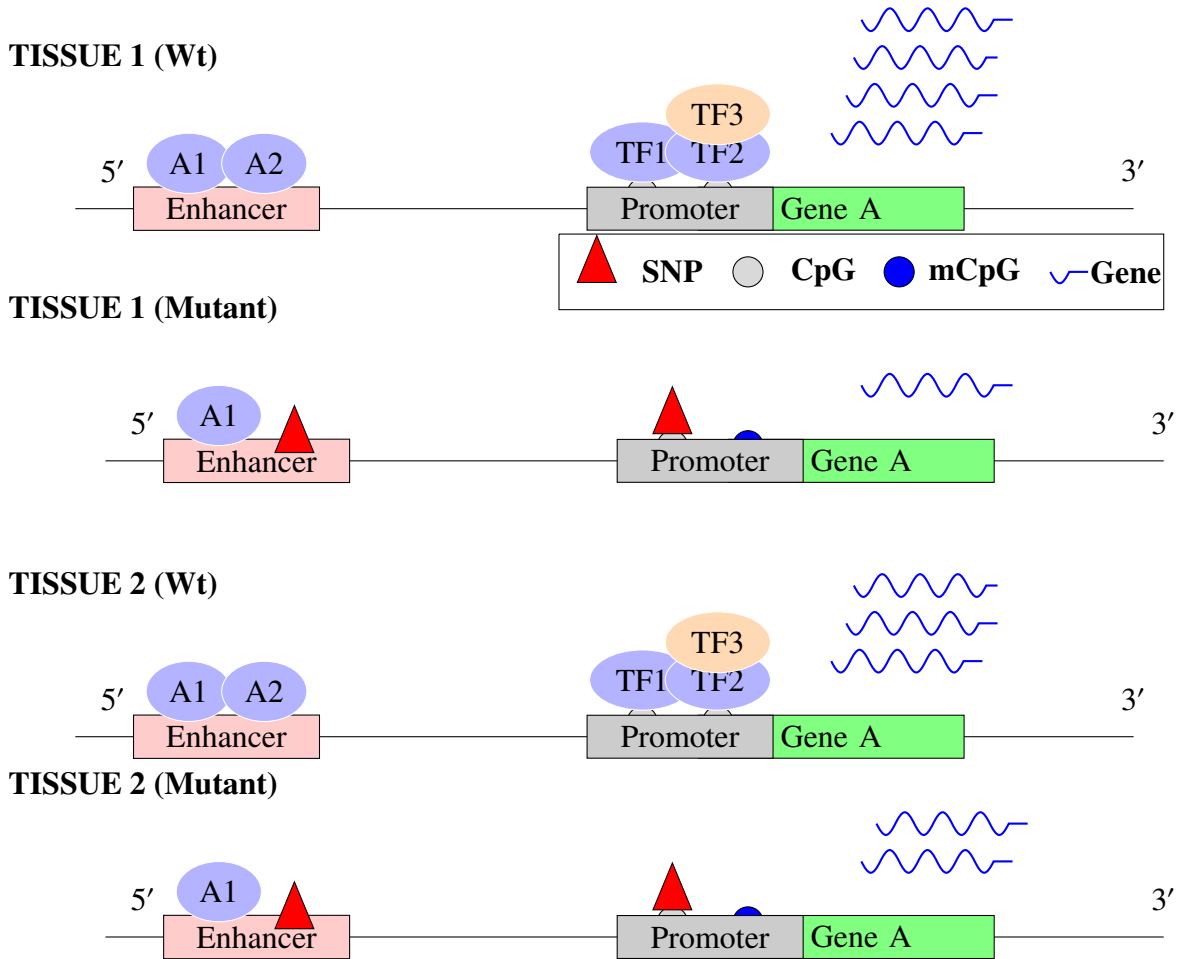 TISSUE 1 (Wt)
TF3
A1 A2 TF1 TF2
5′ 3′
Enhancer Promoter Gene A
SNP CpG mCpG Gene
TISSUE 1 (Mutant)
A1
5′ 3′
Enhancer Promoter Gene A
TISSUE 2 (Wt)
TF3
A1 A2 TF1 TF2
5′ 3′
Enhancer Promoter Gene A
TISSUE 2 (Mutant)
A1
5′ 3′
Enhancer Promoter Gene A